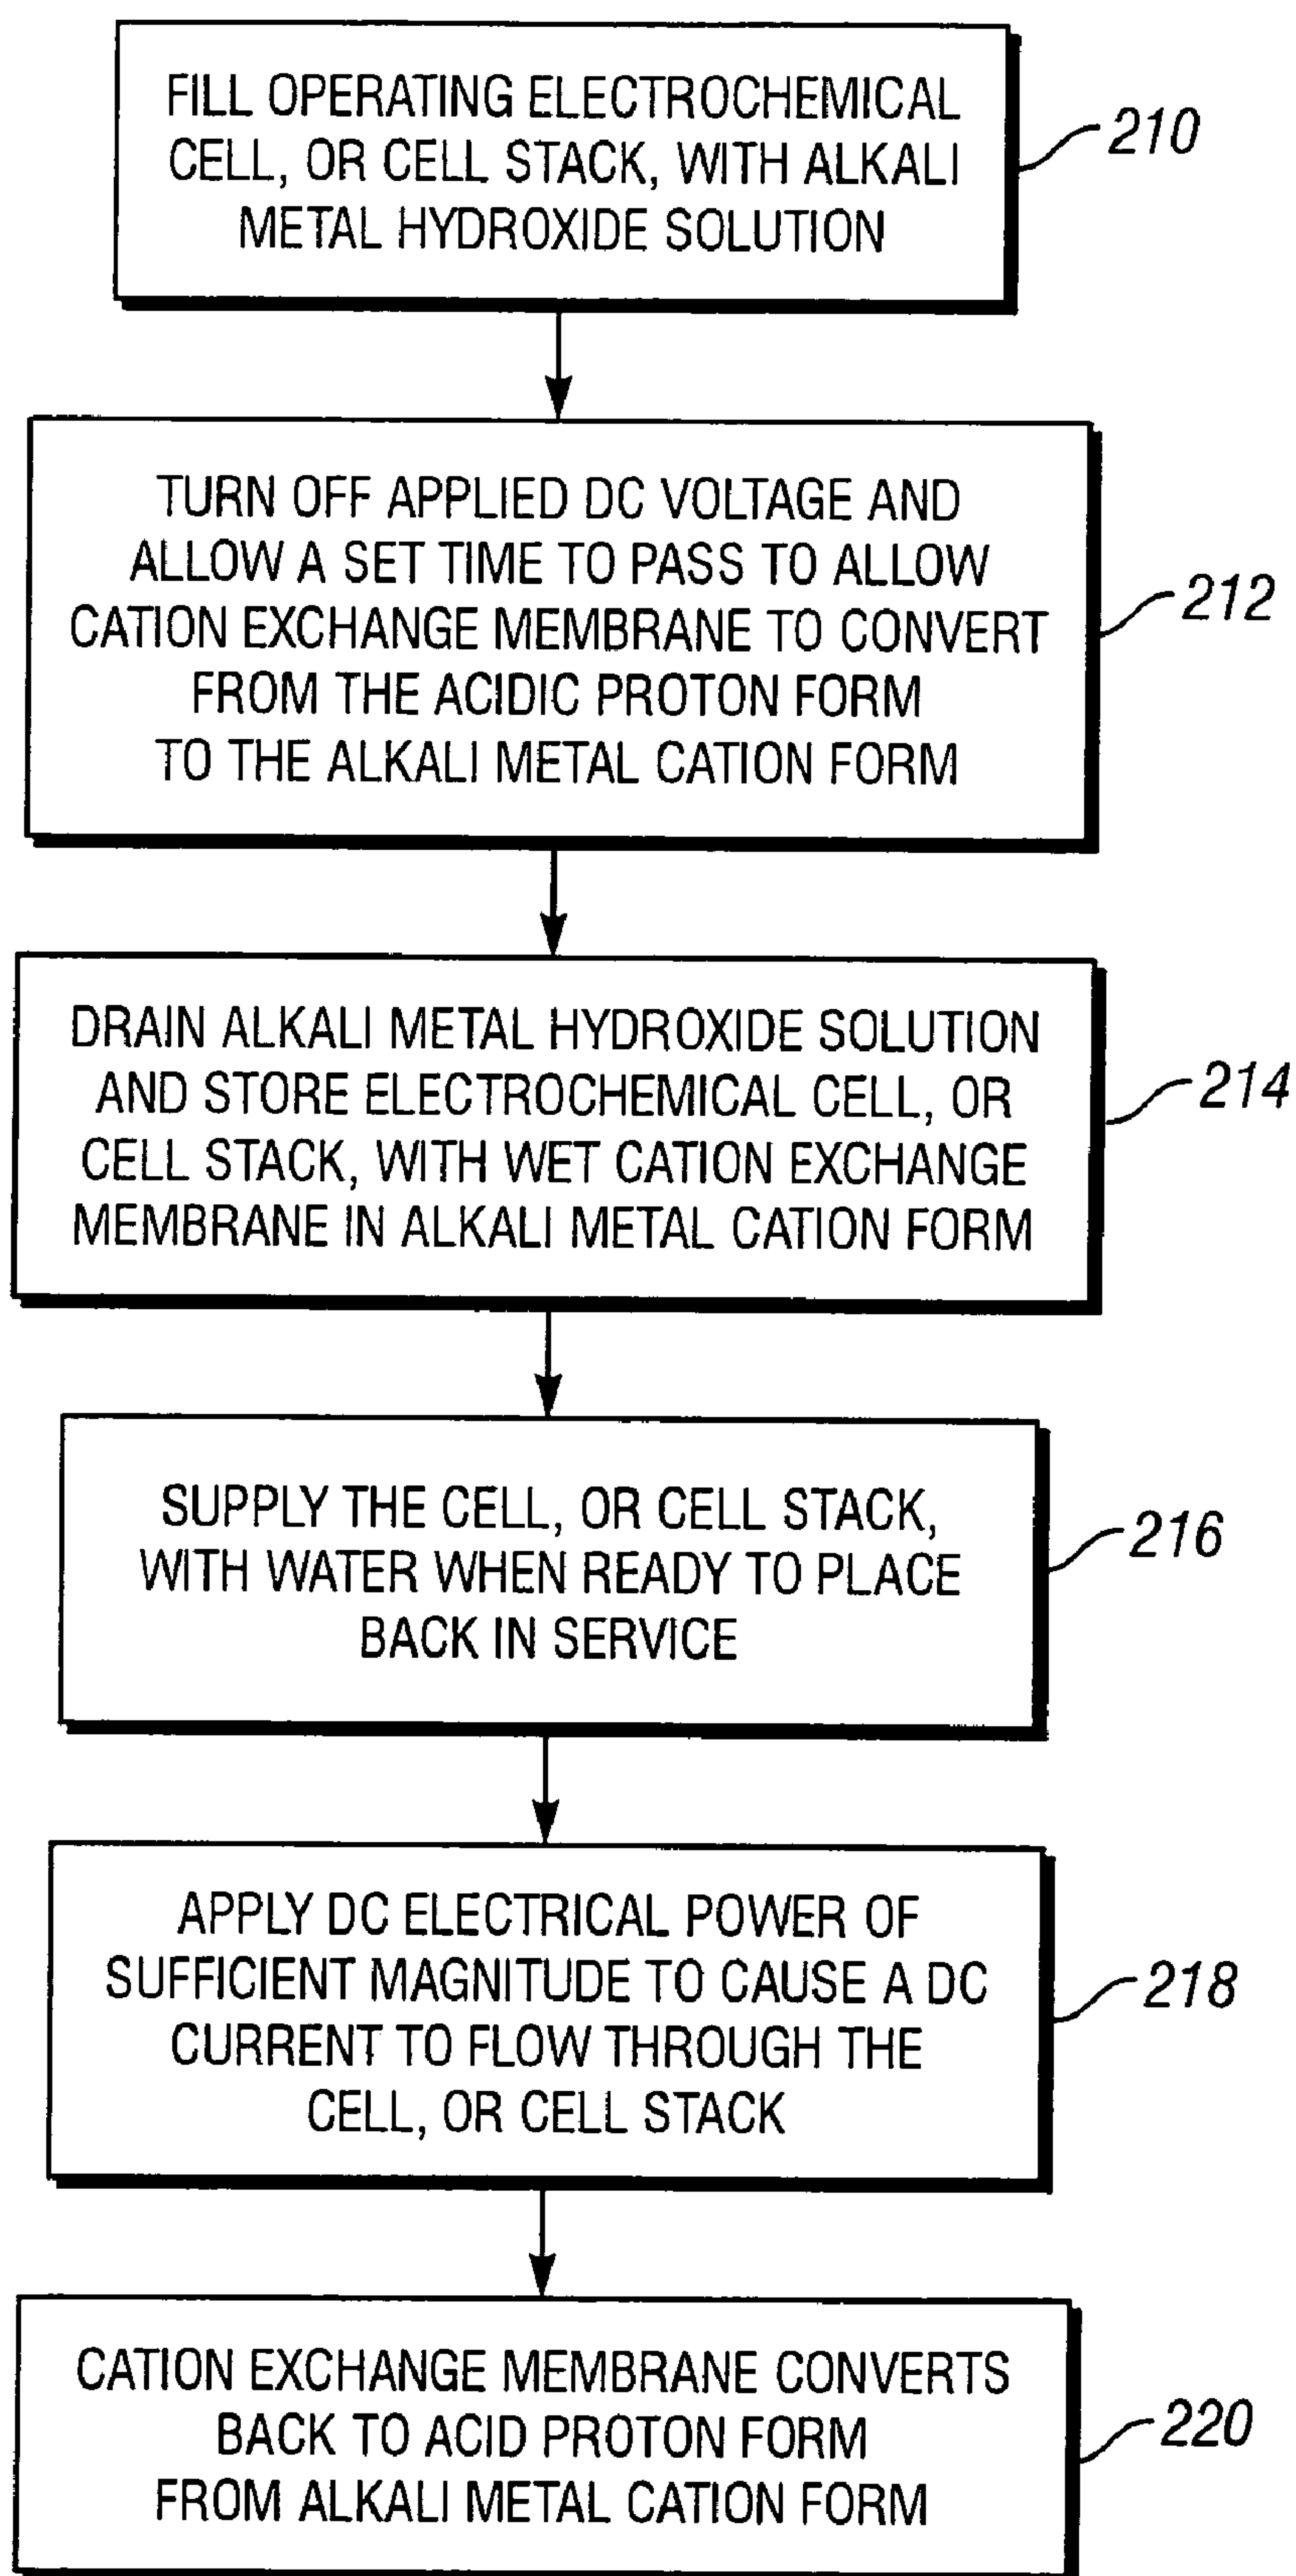 FILL OPERATING ELECTROCHEMICAL
CELL, OR CELL STACK, WITH ALKALI
METAL HYDROXIDE SOLUTION
210
TURN OFF APPLIED DC VOLTAGE AND
ALLOW A SET TIME TO PASS TO ALLOW
CATION EXCHANGE MEMBRANE TO CONVERT
FROM THE ACIDIC PROTON FORM
TO THE ALKALI METAL CATION FORM
212
DRAIN ALKALI METAL HYDROXIDE SOLUTION
AND STORE ELECTROCHEMICAL CELL, OR
CELL STACK, WITH WET CATION EXCHANGE
MEMBRANE IN ALKALI METAL CATION FORM
214
SUPPLY THE CELL, OR CELL STACK,
WITH WATER WHEN READY TO PLACE
BACK IN SERVICE
216
APPLY DC ELECTRICAL POWER OF
SUFFICIENT MAGNITUDE TO CAUSE A DC
CURRENT TO FLOW THROUGH THE
CELL, OR CELL STACK
218
CATION EXCHANGE MEMBRANE CONVERTS
BACK TO ACID PROTON FORM
FROM ALKALI METAL CATION FORM
220